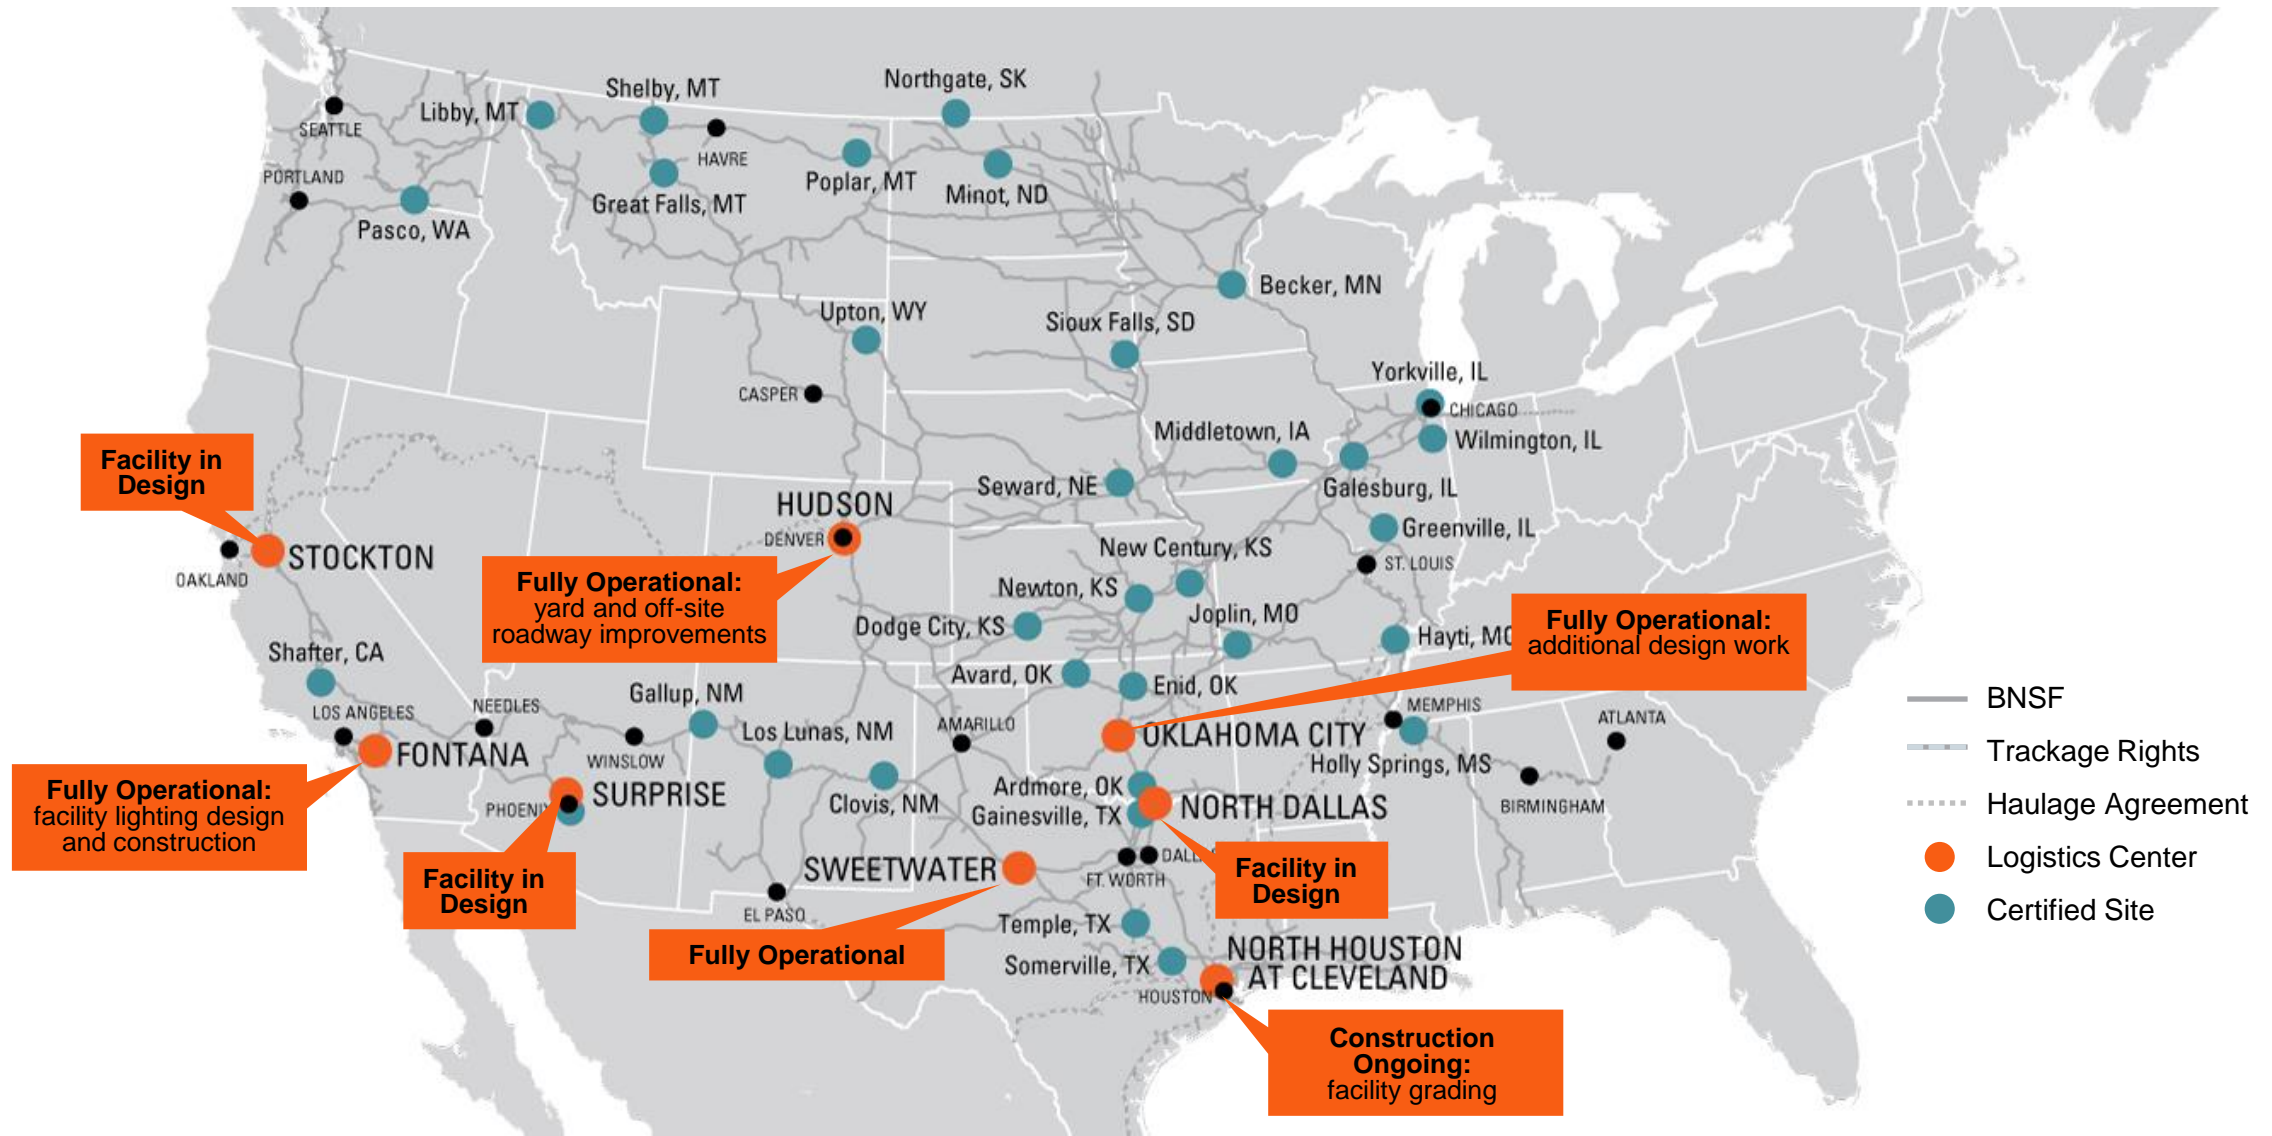 Northgate, SK
Shelby, MT
Libby, MT
SEATTLE
HAVRE
PORTLAND
Poplar, MT
Minot, ND
Great Falls, MT
Pasco, WA
Becker, MN
Upton, WY
Sioux Falls, SD
Yorkville, IL
CASPER
CHICAGO
Middletown, IA
Wilmington, IL
Facility in
Design
Seward, NE
Galesburg, IL
HUDSON
Greenville, IL
DENVER
STOCKTON
New Century, KS
OAKLAND
ST. LOUIS
Fully Operational:
yard and off-site
roadway improvements
Newton, KS
Joplin, MO
Dodge City, KS
Hayti, MO
Fully Operational:
additional design work
Shafter, CA
Avard, OK
Enid, OK
Gallup, NM
BNSF
NEEDLES
LOS ANGELES
MEMPHIS
ATLANTA
AMARILLO
Los Lunas, NM
OKLAHOMA CITY
FONTANA
Trackage Rights
WINSLOW
Holly Springs, MS
Fully Operational:
facility lighting design
and construction
Ardmore, OK
SURPRISE
Clovis, NM
Haulage Agreement
PHOENIX
Gainesville, TX
NORTH DALLAS
BIRMINGHAM
DALLAS
Logistics Center
SWEETWATER
FT. WORTH
Facility in
Design
Facility in
Design
EL PASO
Certified Site
Temple, TX
Fully Operational
NORTH HOUSTON
AT CLEVELAND
Somerville, TX
HOUSTON
Construction
Ongoing:
facility grading